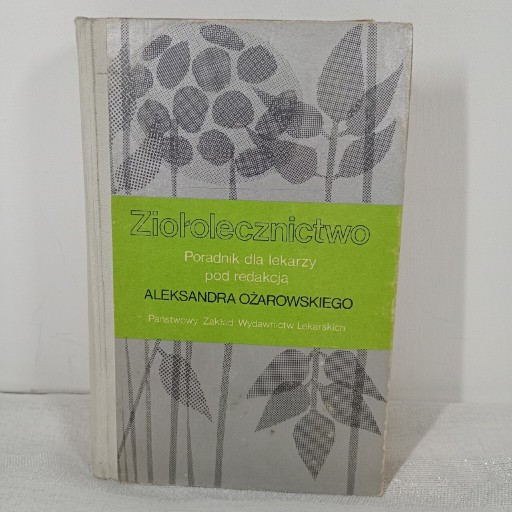 Ziołolecznictwo
Poradnik dla lekarzy
pod redakcją
ALEKSANDRA OŻAROWSKIEGO
Państwowy Zakład Wydawnictw Lekarskich